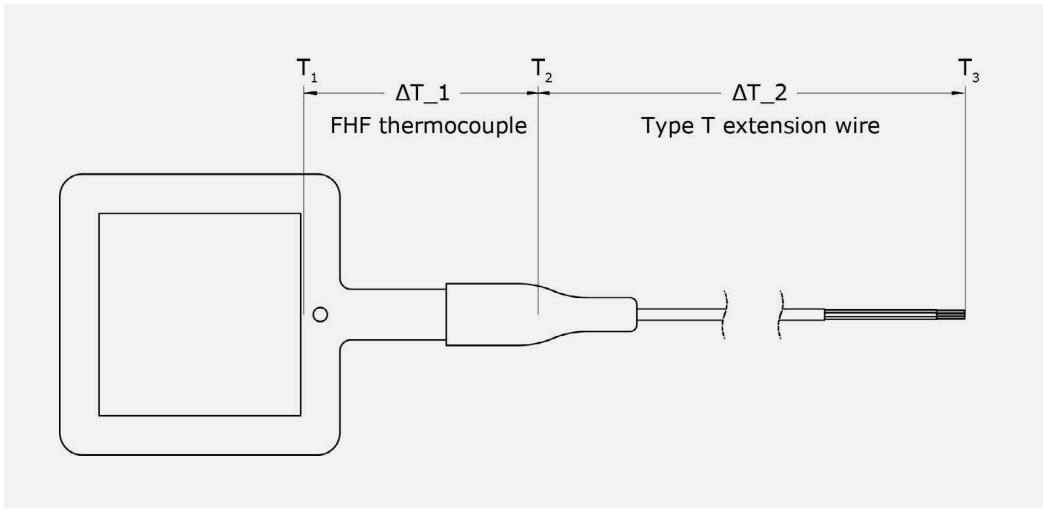 T1 T2 T3
ΔT_1 ΔT_2
FHF thermocouple Type T extension wire